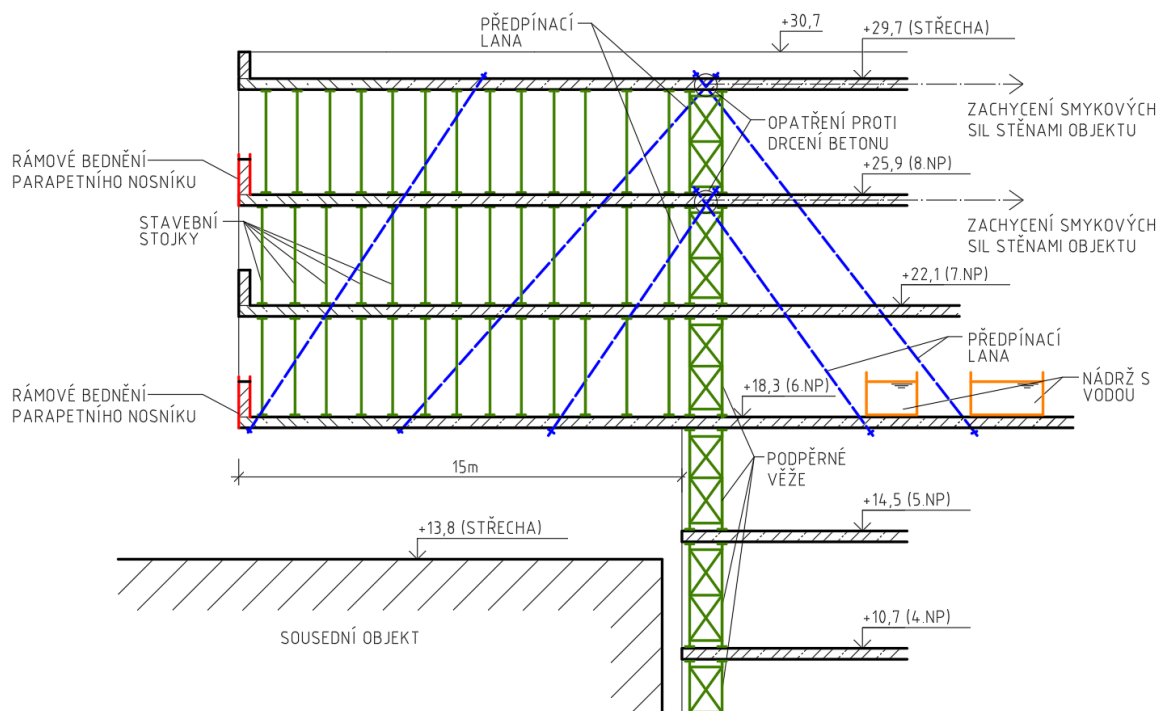 PŘEDPÍNACÍ
LANA
+30,7
+29,7 (STŘECHA)
ZACHYCENÍ SMYKOVÝCH
SIL STĚNAMI OBJEKTU
OPATŘENÍ PROTI
DRCENÍ BETONU
RÁMOVÉ BEDNĚNÍ
PARAPETNÍHO NOSNÍKU
+25,9 (8.NP)
STAVEBNÍ
STOJKY
ZACHYCENÍ SMYKOVÝCH
SIL STĚNAMI OBJEKTU
+22,1 (7.NP)
PŘEDPÍNACÍ
LANA
NÁDRŽ S
VODOU
RÁMOVÉ BEDNĚNÍ
PARAPETNÍHO NOSNÍKU
+18,3 (6.NP)
15m
PODPĚRNÉ
VĚŽE
+14,5 (5.NP)
+13,8 (STŘECHA)
+10,7 (4.NP)
SOUSEDNÍ OBJEKT